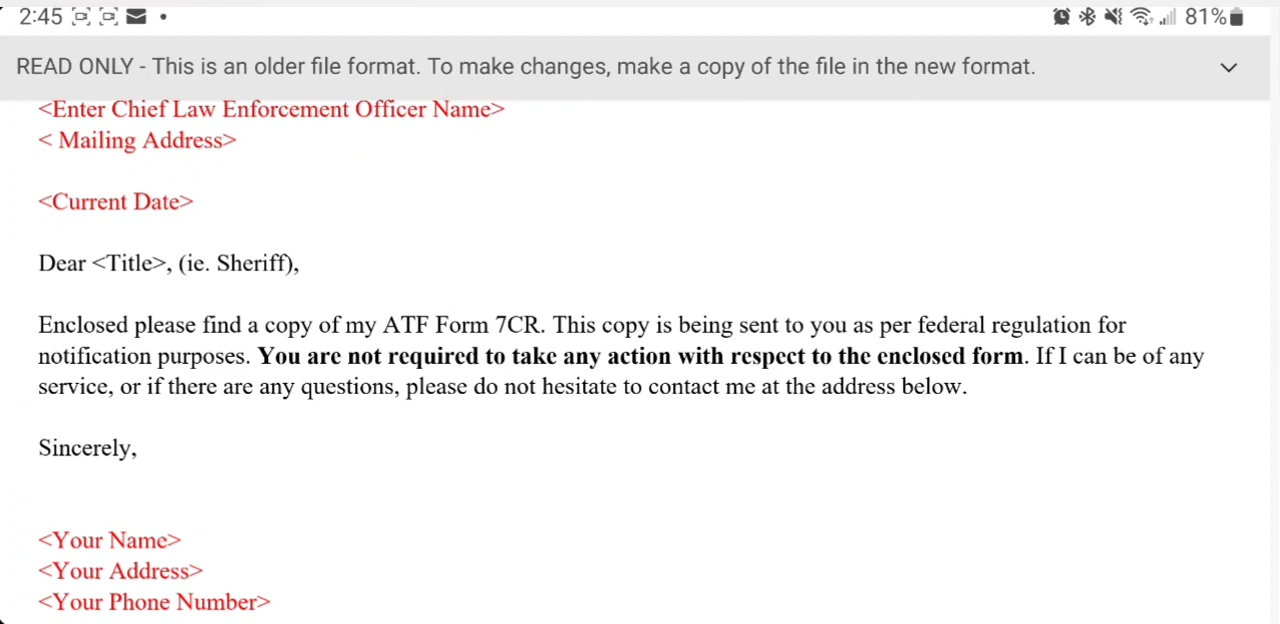 2:45 81%
READ ONLY - This is an older file format. To make changes, make a copy of the file in the new format.
<Enter Chief Law Enforcement Officer Name>
< Mailing Address>
<Current Date>
Dear <Title>, (ie. Sheriff),
Enclosed please find a copy of my ATF Form 7CR. This copy is being sent to you as per federal regulation for
notification purposes. You are not required to take any action with respect to the enclosed form. If I can be of any
service, or if there are any questions, please do not hesitate to contact me at the address below.
Sincerely,
<Your Name>
<Your Address>
<Your Phone Number>